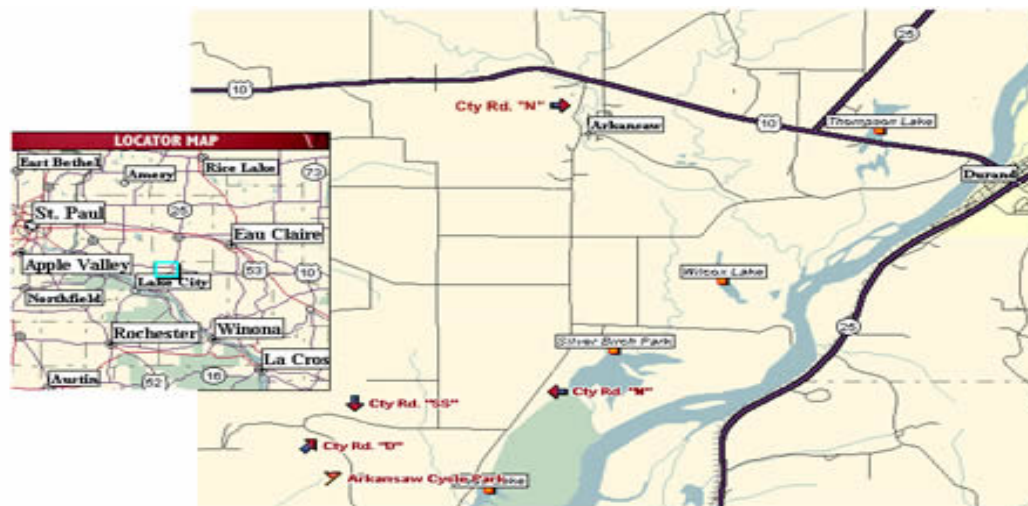 25
10
Cty Rd. "N"
Arkansaw
10
Thompson Lake
LOCATOR MAP
East Bethel
Rice Lake
Amery
73
Durand
25
St. Paul
Eau Claire
Apple Valley
53
10
Wilcox Lake
Lake City
Northfield
25
Rochester
Winona
Silver Birch Park
La Cros
Austin
52
16
Cty Rd. "N"
Cty Rd. "SS"
Cty Rd. "D"
Arkansaw Cycle Park